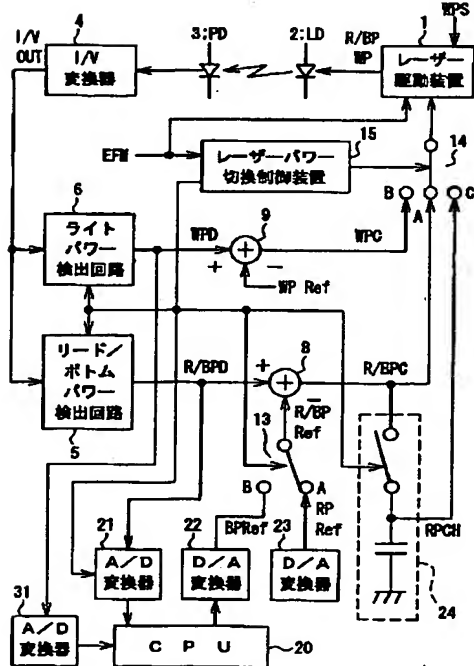 I/V OUT
4
I/V
変換器
3:PD
2:LD
R/BP
WP
1
WPS
レーザー
駆動装置
EFM
15
レーザーパワー
切換制御装置
14
B
A
C
6
ライト
パワー
検出回路
WPD
9
+
−
WPC
WP Ref
リード/
ボトム
パワー
検出回路
5
R/BPD
+
8
R/BPC
R/BP
Ref
13
B
A
BPRef
RP
Ref
RPCH
24
21
A/D
変換器
22
D/A
変換器
23
D/A
変換器
31
A/D
変換器
CPU
20